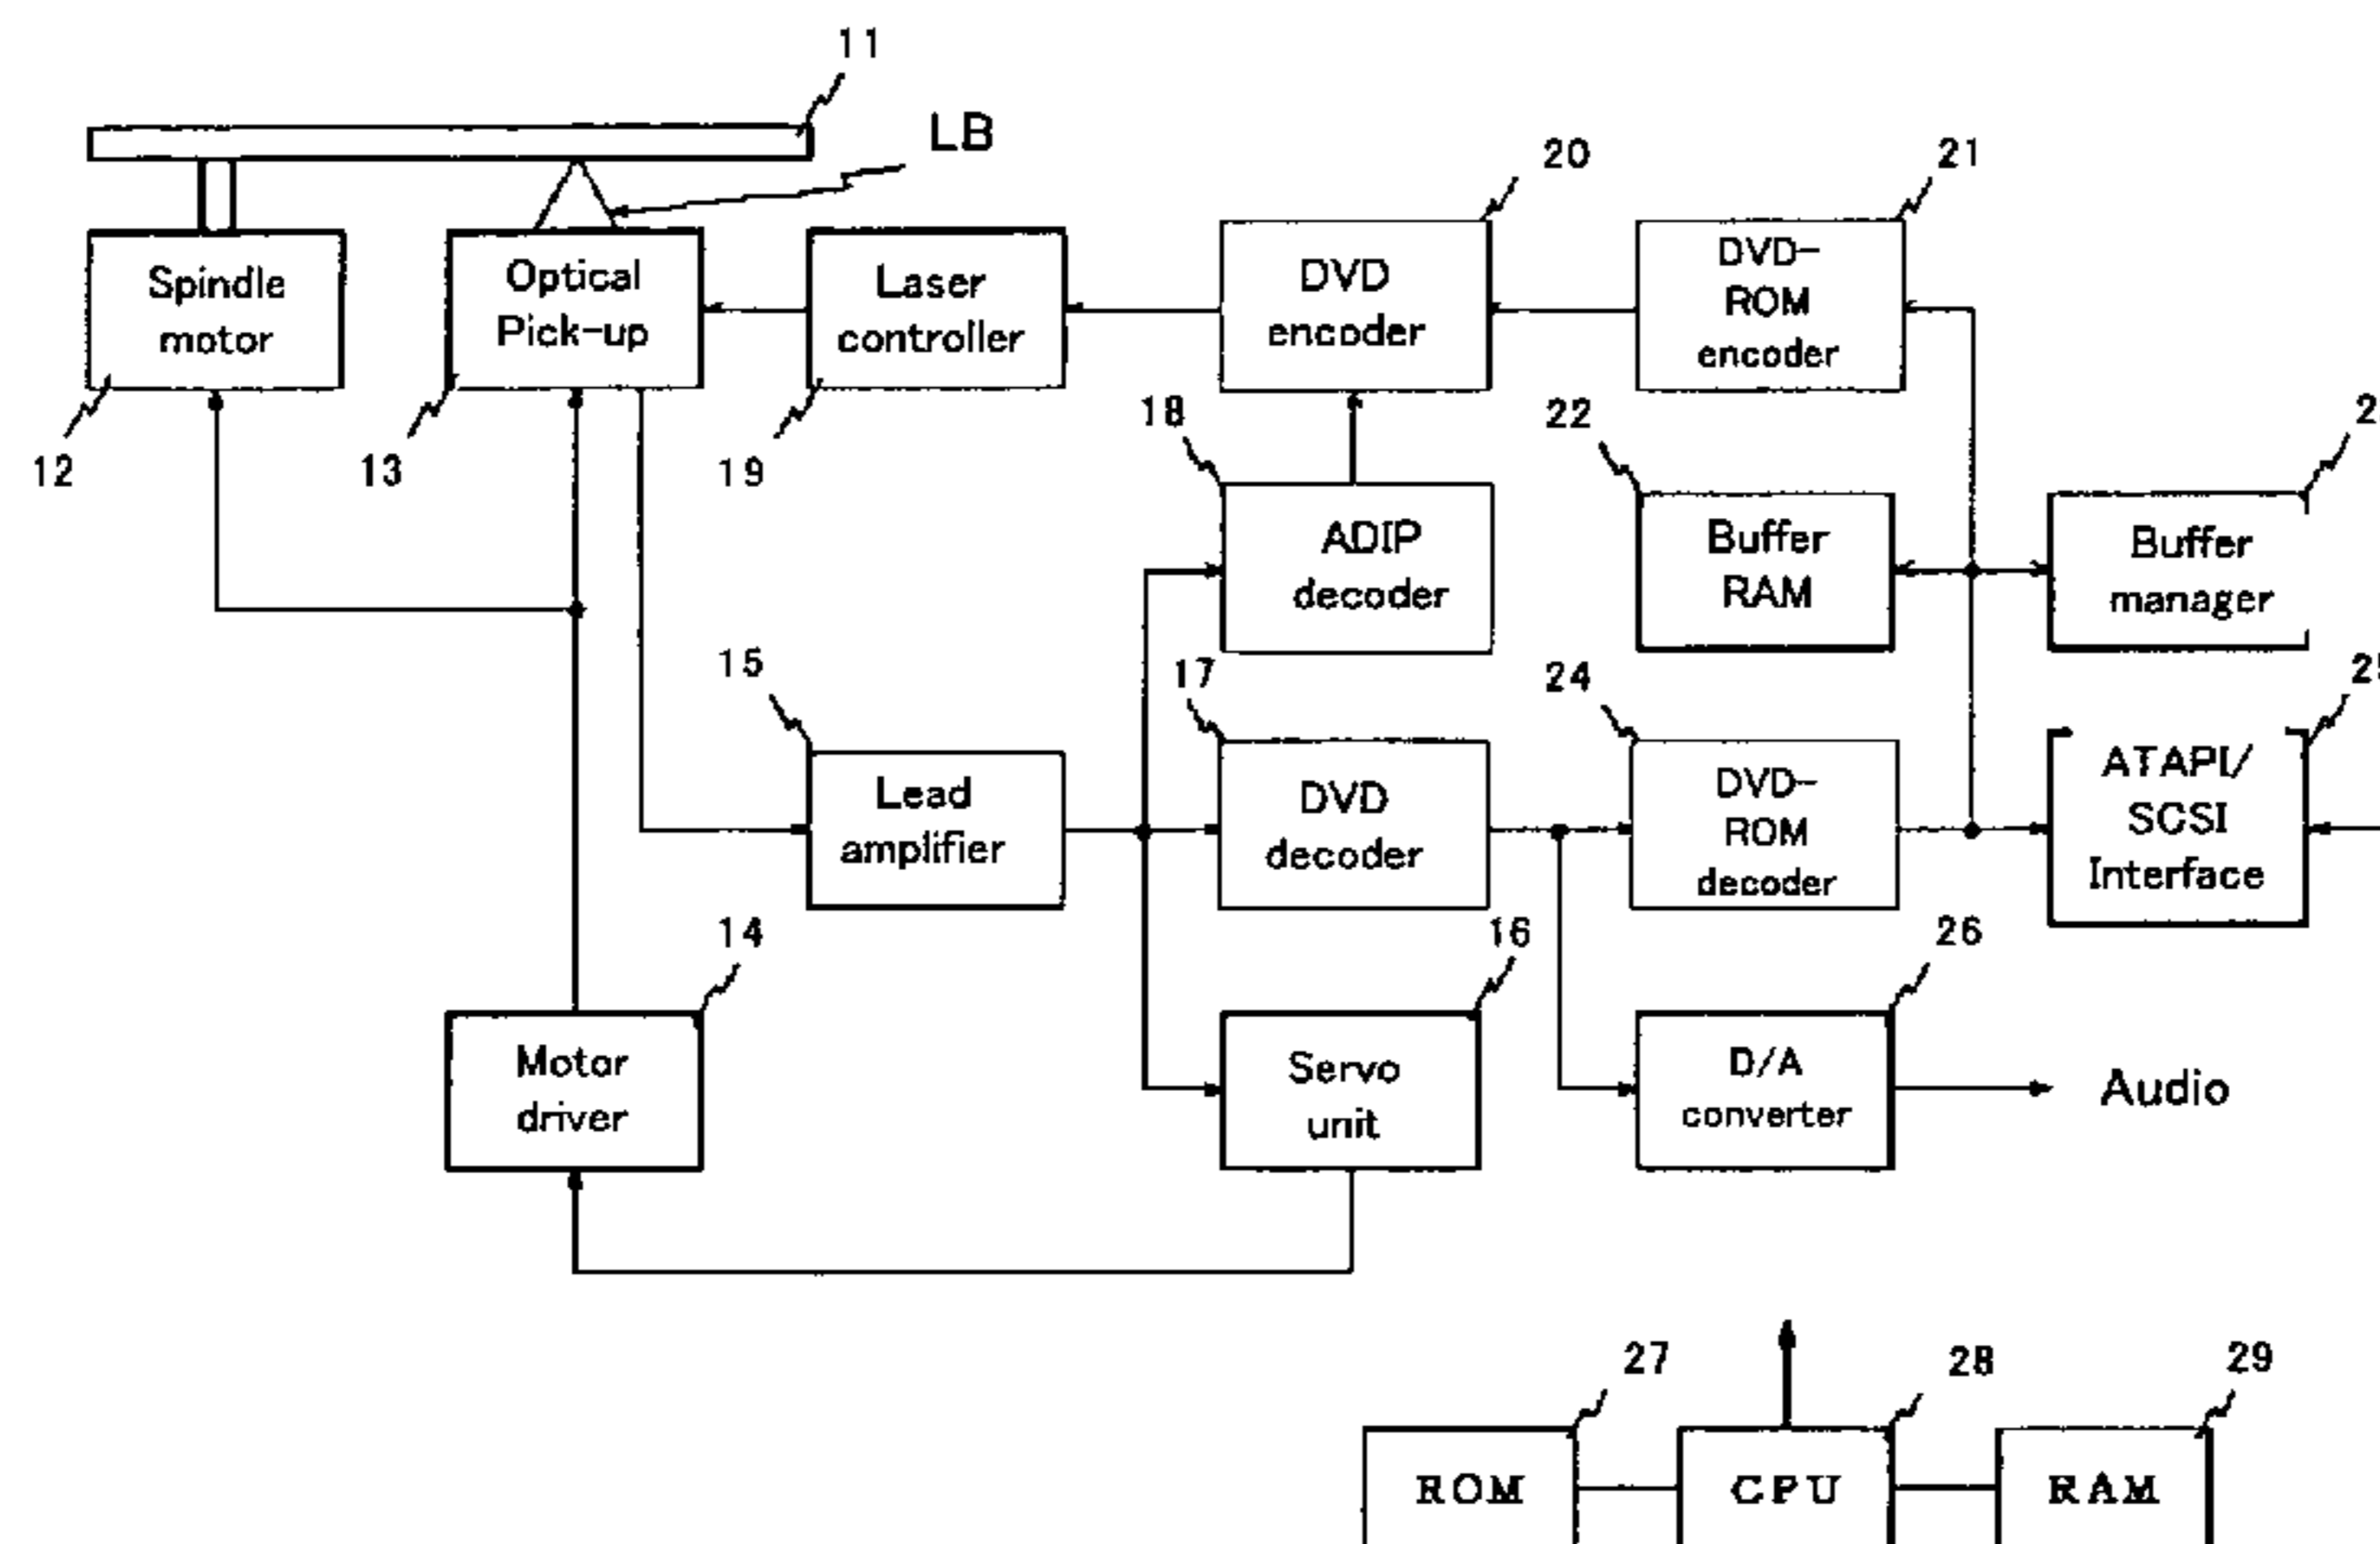 11
LB
20
21
Spindle
motor
Optical
Pick-up
Laser
controller
DVD
encoder
DVD-
ROM
encoder
12
13
19
18
22
2
ADIP
decoder
Buffer
RAM
Buffer
manager
15
17
24
25
Lead
amplifier
DVD
decoder
DVD-
ROM
decoder
ATAPI/
SCSI
Interface
14
16
26
Motor
driver
Servo
unit
D/A
converter
Audio
27
28
29
ROM
CPU
RAM